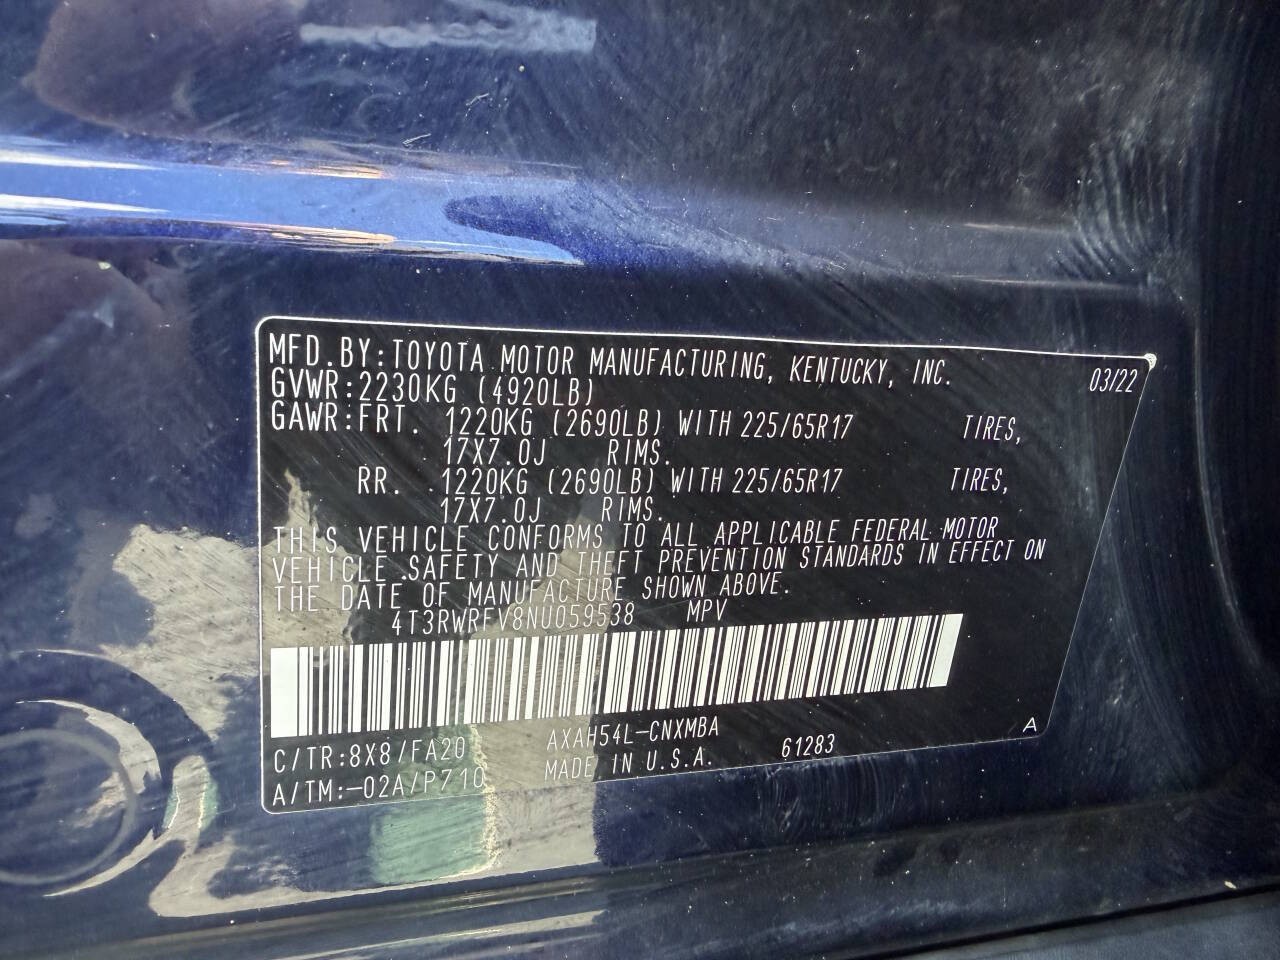 MFD.BY:TOYOTA MOTOR MANUFACTURING, KENTUCKY, INC. 03/22
GVWR:2230KG (4920LB)
GAWR:FRT. 1220KG (2690LB) WITH 225/65R17 TIRES,
17X7.0J RIMS.
RR. 1220KG (2690LB) WITH 225/65R17 TIRES,
17X7.0J RIMS.
THIS VEHICLE CONFORMS TO ALL APPLICABLE FEDERAL MOTOR
VEHICLE SAFETY AND THEFT PREVENTION STANDARDS IN EFFECT ON
THE DATE OF MANUFACTURE SHOWN ABOVE.
4T3RWRFV8NU059538 MPV
C/TR:8X8/FA20 AXAH54L-CNXMBA 61283 A
A/TM:-02A/P710 MADE IN U.S.A.